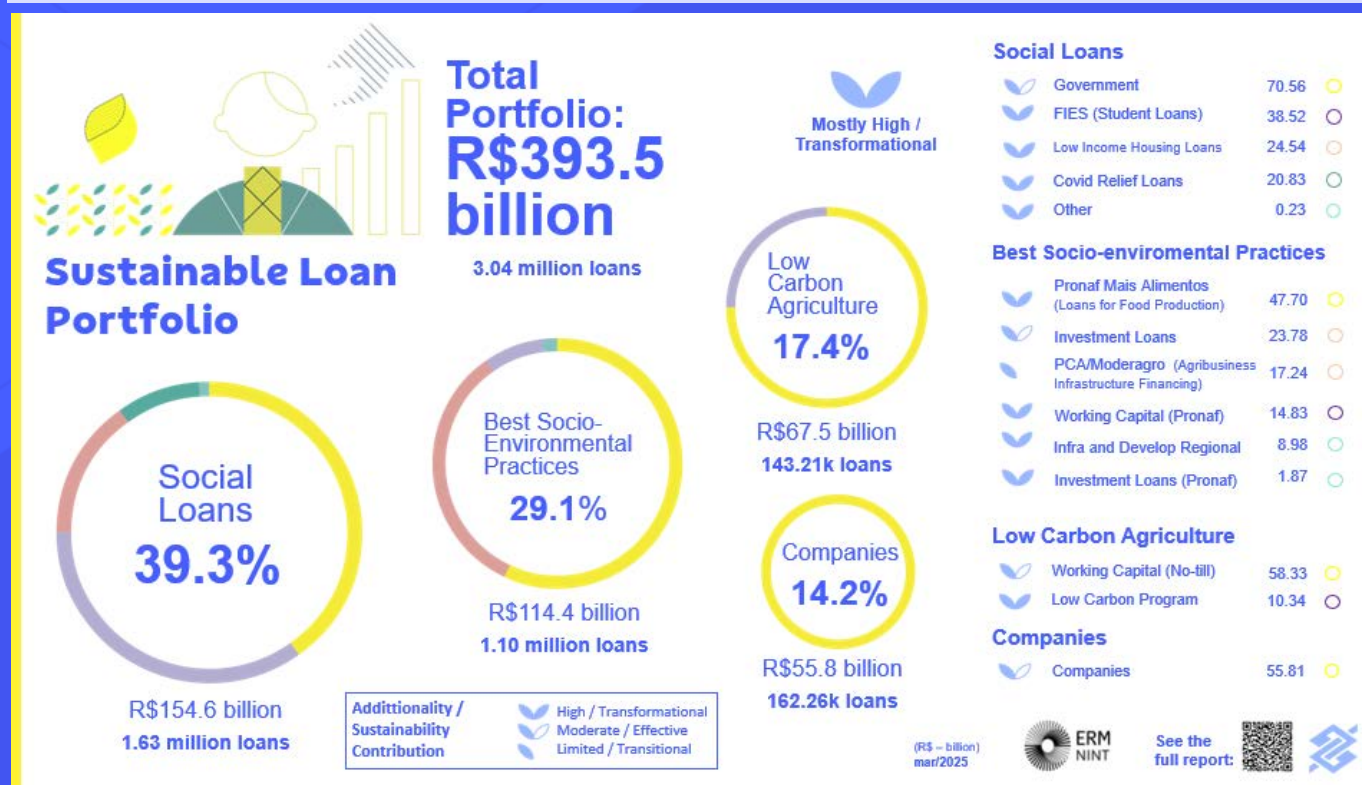 Sustainable Loan
Portfolio
Total
Portfolio:
R$393.5
billion
3.04 million loans
Mostly High /
Transformational
Social
Loans
39.3%
R$154.6 billion
1.63 million loans
Best Socio-
Environmental
Practices
29.1%
R$114.4 billion
1.10 million loans
Low
Carbon
Agriculture
17.4%
R$67.5 billion
143.21k loans
Companies
14.2%
R$55.8 billion
162.26k loans
Addittionality /
Sustainability
Contribution
High / Transformational
Moderate / Effective
Limited / Transitional
Social Loans
Government 70.56
FIES (Student Loans) 38.52
Low Income Housing Loans 24.54
Covid Relief Loans 20.83
Other 0.23
Best Socio-enviromental Practices
Pronaf Mais Alimentos
(Loans for Food Production) 47.70
Investment Loans 23.78
PCA/Moderagro (Agribusiness
Infrastructure Financing) 17.24
Working Capital (Pronaf) 14.83
Infra and Develop Regional 8.98
Investment Loans (Pronaf) 1.87
Low Carbon Agriculture
Working Capital (No-till) 58.33
Low Carbon Program 10.34
Companies
Companies 55.81
(R$ – billion)
mar/2025
ERM
NINT
See the
full report: